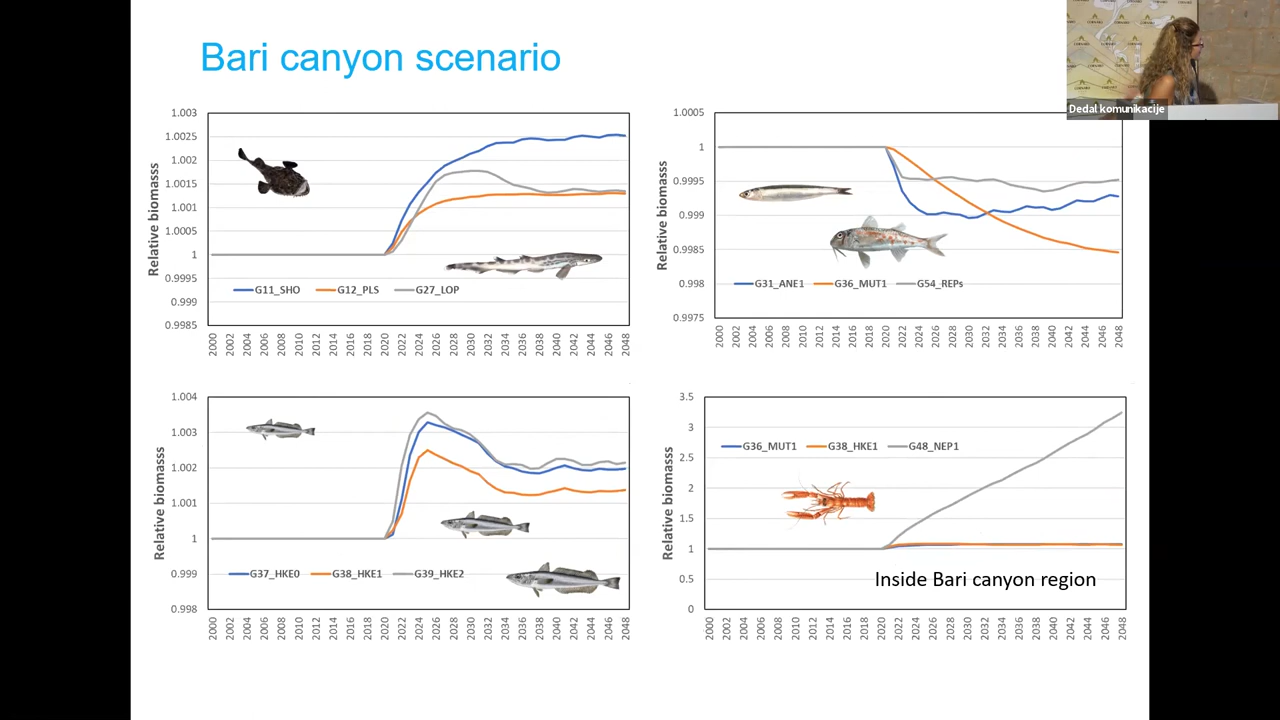 Bari canyon scenario
Dedal komunikacije
1.003
1.0025
1.002
1.0015
1.001
1.0005
1
0.9995
0.999
0.9985
Relative biomasss
G11_SHO G12_PLS G27_LOP
2000 2002 2004 2006 2008 2010 2012 2014 2016 2018 2020 2022 2024 2026 2028 2030 2032 2034 2036 2038 2040 2042 2044 2046 2048
1.0005
1
0.9995
0.999
0.9985
0.998
0.9975
Relative biomasss
G31_ANE1 G36_MUT1 G54_REPs
2000 2002 2004 2006 2008 2010 2012 2014 2016 2018 2020 2022 2024 2026 2028 2030 2032 2034 2036 2038 2040 2042 2044 2046 2048
1.004
1.003
1.002
1.001
1
0.999
0.998
Relative biomasss
G37_HKE0 G38_HKE1 G39_HKE2
2000 2002 2004 2006 2008 2010 2012 2014 2016 2018 2020 2022 2024 2026 2028 2030 2032 2034 2036 2038 2040 2042 2044 2046 2048
3.5
3
2.5
2
1.5
1
0.5
0
Relative biomasss
G36_MUT1 G38_HKE1 G48_NEP1
Inside Bari canyon region
2000 2002 2004 2006 2008 2010 2012 2014 2016 2018 2020 2022 2024 2026 2028 2030 2032 2034 2036 2038 2040 2042 2044 2046 2048